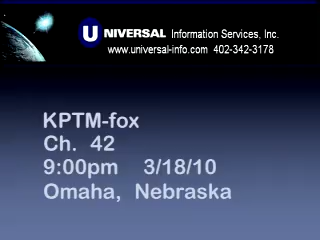 UNIVERSAL Information Services, Inc.
www.universal-info.com 402-342-3178
KPTM-fox
Ch. 42
9:00pm 3/18/10
Omaha, Nebraska